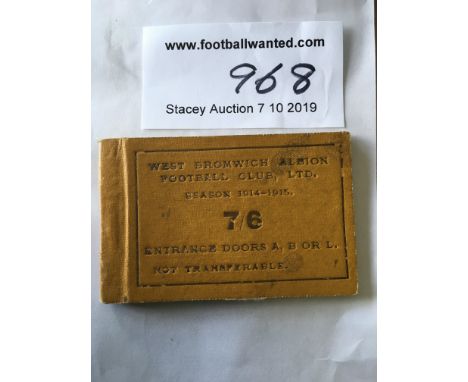 www.footballwanted.com
968
Stacey Auction 7 10 2019
WEST BROMWICH ALBION
FOOTBALL CLUB, LTD.
SEASON 1914-1915.
7/6
ENTRANCE DOORS A, B OR L.
NOT TRANSFERABLE.